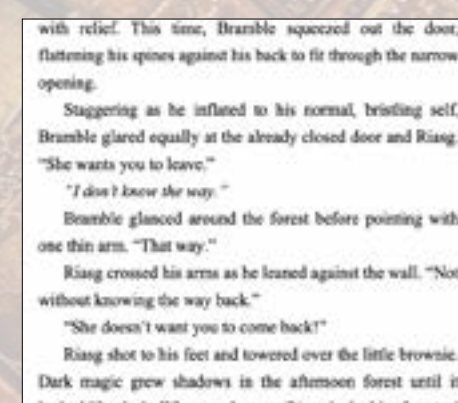 with relief. This time, Bramble squeezed out the door,
flattening his spines against his back to fit through the narrow
opening.
Staggering as he inflated to his normal, bristling self,
Bramble glared equally at the already closed door and Riasg.
"She wants you to leave."
"I don't know the way."
Bramble glanced around the forest before pointing with
one thin arm. "That way."
Riasg crossed his arms as he leaned against the wall. "Not
without knowing the way back."
"She doesn't want you to come back!"
Riasg shot to his feet and towered over the little brownie.
Dark magic grew shadows in the afternoon forest until it